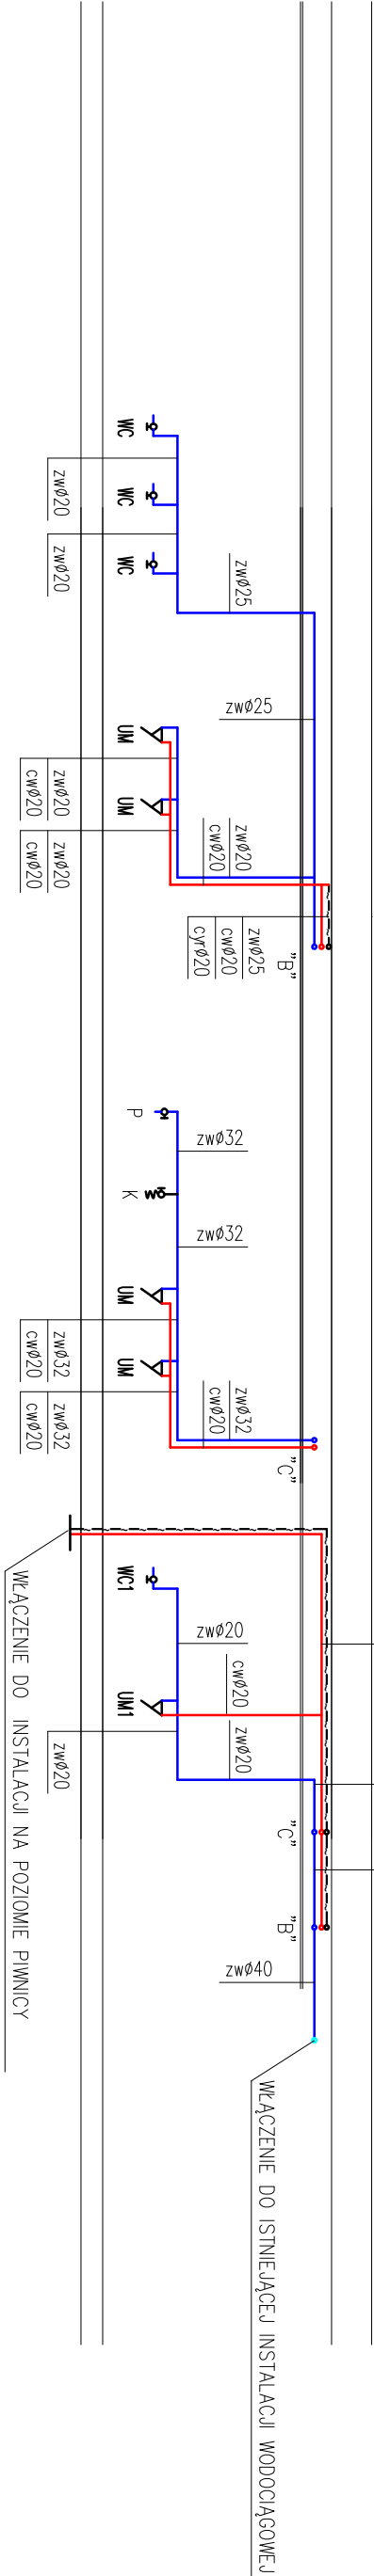 WC
zwø20
WC
zwø20
WC
zwø25
zwø25
UM
zwø20
cwø20
UM
zwø20
cwø20
zwø20
cwø20
zwø25
cwø20
cyrø20
"B"
P
zwø32
K
zwø32
UM
zwø32
cwø20
UM
zwø32
cwø20
zwø32
cwø20
"C"
WŁĄCZENIE DO INSTALACJI NA POZIOMIE PIWNICY
WC1
zwø20
cwø20
UM1
zwø20
zwø20
"C"
"B"
zwø40
WŁĄCZENIE DO ISTNIEJĄCEJ INSTALACJI WODOCIĄGOWEJ